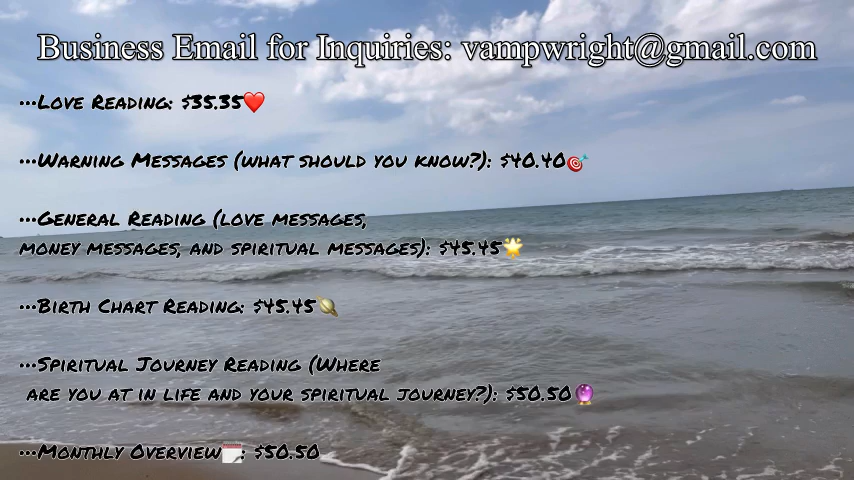 Business Email for Inquiries: vampwright@gmail.com
•••Love Reading: $35.35❤️
•••Warning Messages (what should you know?): $40.40🎯
•••General Reading (love messages,
money messages, and spiritual messages): $45.45🌟
•••Birth Chart Reading: $45.45🪐
•••Spiritual Journey Reading (Where
are you at in life and your spiritual journey?): $50.50🔮
•••Monthly Overview🗓️: $50.50